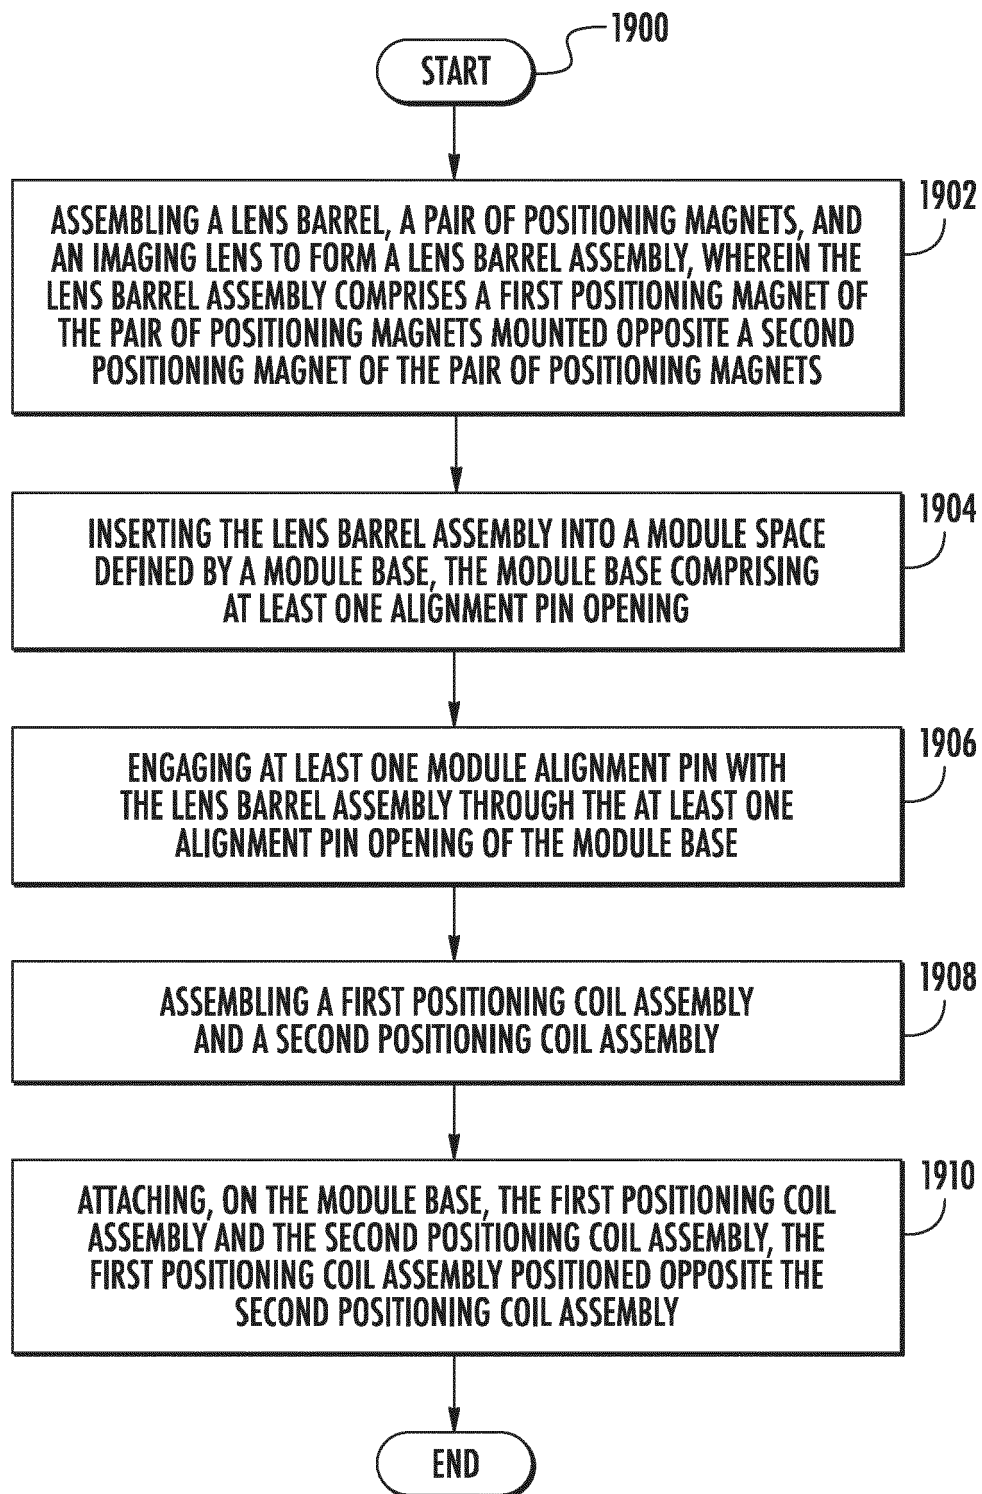 1900
START
1902
ASSEMBLING A LENS BARREL, A PAIR OF POSITIONING MAGNETS, AND
AN IMAGING LENS TO FORM A LENS BARREL ASSEMBLY, WHEREIN THE
LENS BARREL ASSEMBLY COMPRISES A FIRST POSITIONING MAGNET OF
THE PAIR OF POSITIONING MAGNETS MOUNTED OPPOSITE A SECOND
POSITIONING MAGNET OF THE PAIR OF POSITIONING MAGNETS
1904
INSERTING THE LENS BARREL ASSEMBLY INTO A MODULE SPACE
DEFINED BY A MODULE BASE, THE MODULE BASE COMPRISING
AT LEAST ONE ALIGNMENT PIN OPENING
1906
ENGAGING AT LEAST ONE MODULE ALIGNMENT PIN WITH
THE LENS BARREL ASSEMBLY THROUGH THE AT LEAST ONE
ALIGNMENT PIN OPENING OF THE MODULE BASE
1908
ASSEMBLING A FIRST POSITIONING COIL ASSEMBLY
AND A SECOND POSITIONING COIL ASSEMBLY
1910
ATTACHING, ON THE MODULE BASE, THE FIRST POSITIONING COIL
ASSEMBLY AND THE SECOND POSITIONING COIL ASSEMBLY, THE
FIRST POSITIONING COIL ASSEMBLY POSITIONED OPPOSITE THE
SECOND POSITIONING COIL ASSEMBLY
END